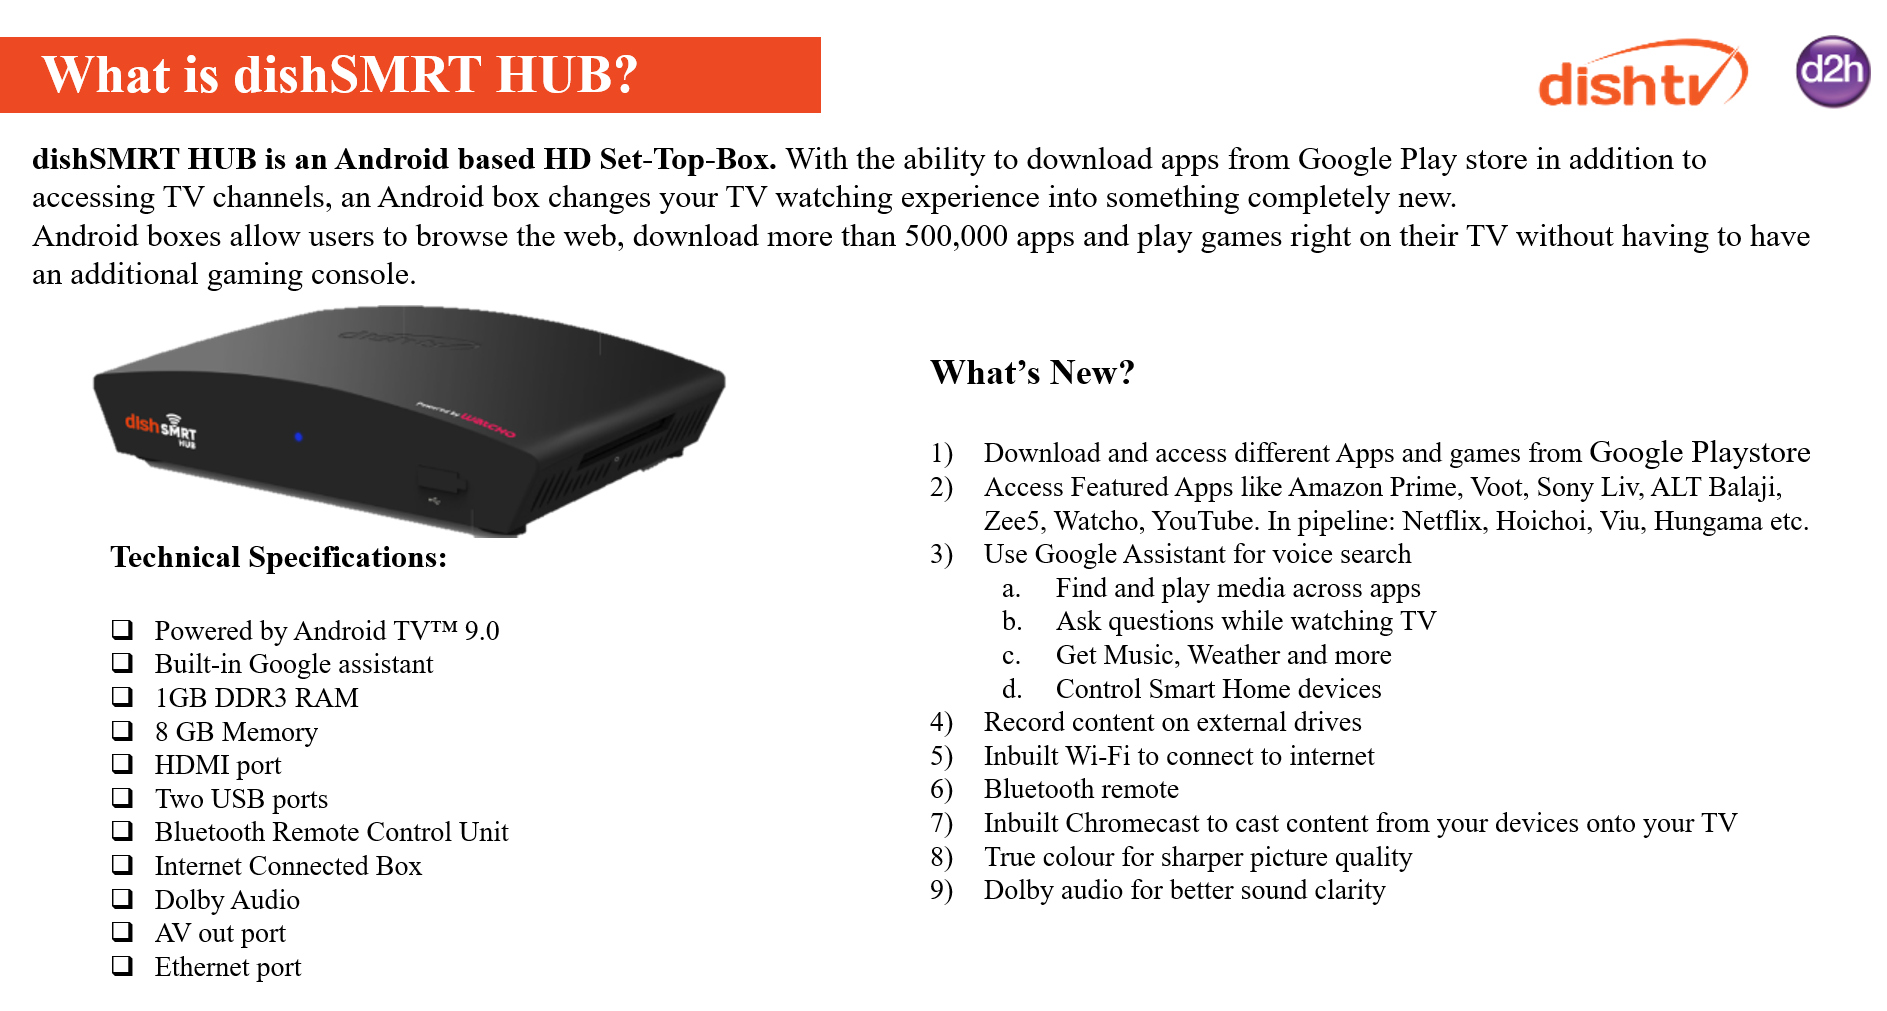 What is dishSMRT HUB?
dishtv
d2h
dishSMRT HUB is an Android based HD Set-Top-Box. With the ability to download apps from Google Play store in addition to
accessing TV channels, an Android box changes your TV watching experience into something completely new.
Android boxes allow users to browse the web, download more than 500,000 apps and play games right on their TV without having to have
an additional gaming console.
dishtv
dish SMRT
HUB
Powered by WATCHO
Technical Specifications:
❑ Powered by Android TV™ 9.0
❑ Built-in Google assistant
❑ 1GB DDR3 RAM
❑ 8 GB Memory
❑ HDMI port
❑ Two USB ports
❑ Bluetooth Remote Control Unit
❑ Internet Connected Box
❑ Dolby Audio
❑ AV out port
❑ Ethernet port
What’s New?
1) Download and access different Apps and games from Google Playstore
2) Access Featured Apps like Amazon Prime, Voot, Sony Liv, ALT Balaji,
Zee5, Watcho, YouTube. In pipeline: Netflix, Hoichoi, Viu, Hungama etc.
3) Use Google Assistant for voice search
a. Find and play media across apps
b. Ask questions while watching TV
c. Get Music, Weather and more
d. Control Smart Home devices
4) Record content on external drives
5) Inbuilt Wi-Fi to connect to internet
6) Bluetooth remote
7) Inbuilt Chromecast to cast content from your devices onto your TV
8) True colour for sharper picture quality
9) Dolby audio for better sound clarity